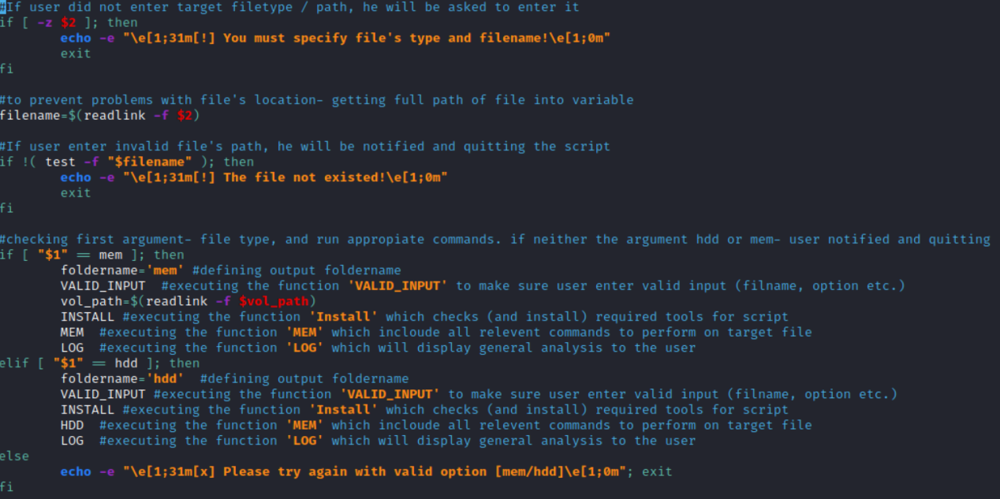 #If user did not enter target filetype / path, he will be asked to enter it
if [ -z $2 ]; then
        echo -e "\e[1;31m[!] You must specify file's type and filename!\e[1;0m"
        exit
fi

#to prevent problems with file's location- getting full path of file into variable
filename=$(readlink -f $2)

#If user enter invalid file's path, he will be notified and quitting the script
if !( test -f "$filename" ); then
        echo -e "\e[1;31m[!] The file not existed!\e[1;0m"
        exit
fi

#checking first argument- file type, and run appropiate commands. if neither the argument hdd or mem- user notified and quitting
if [ "$1" == mem ]; then
        foldername='mem' #defining output foldername
        VALID_INPUT  #executing the function 'VALID_INPUT' to make sure user enter valid input (filname, option etc.)
        vol_path=$(readlink -f $vol_path)
        INSTALL #executing the function 'Install' which checks (and install) required tools for script
        MEM  #executing the function 'MEM' which incloude all relevent commands to perform on target file
        LOG  #executing the function 'LOG' which will display general analysis to the user
elif [ "$1" == hdd ]; then
        foldername='hdd'  #defining output foldername
        VALID_INPUT #executing the function 'VALID_INPUT' to make sure user enter valid input (filname, option etc.)
        INSTALL #executing the function 'Install' which checks (and install) required tools for script
        HDD  #executing the function 'MEM' which incloude all relevent commands to perform on target file
        LOG  #executing the function 'LOG' which will display general analysis to the user
else
        echo -e "\e[1;31m[x] Please try again with valid option [mem/hdd]\e[1;0m"; exit
fi